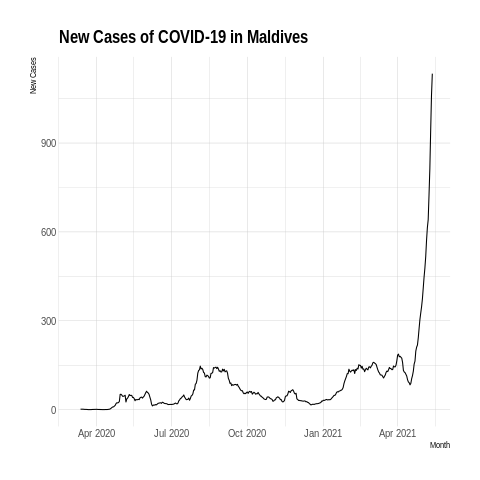 New Cases of COVID-19 in Maldives
New Cases
900
600
300
0
Apr 2020 Jul 2020 Oct 2020 Jan 2021 Apr 2021
Month